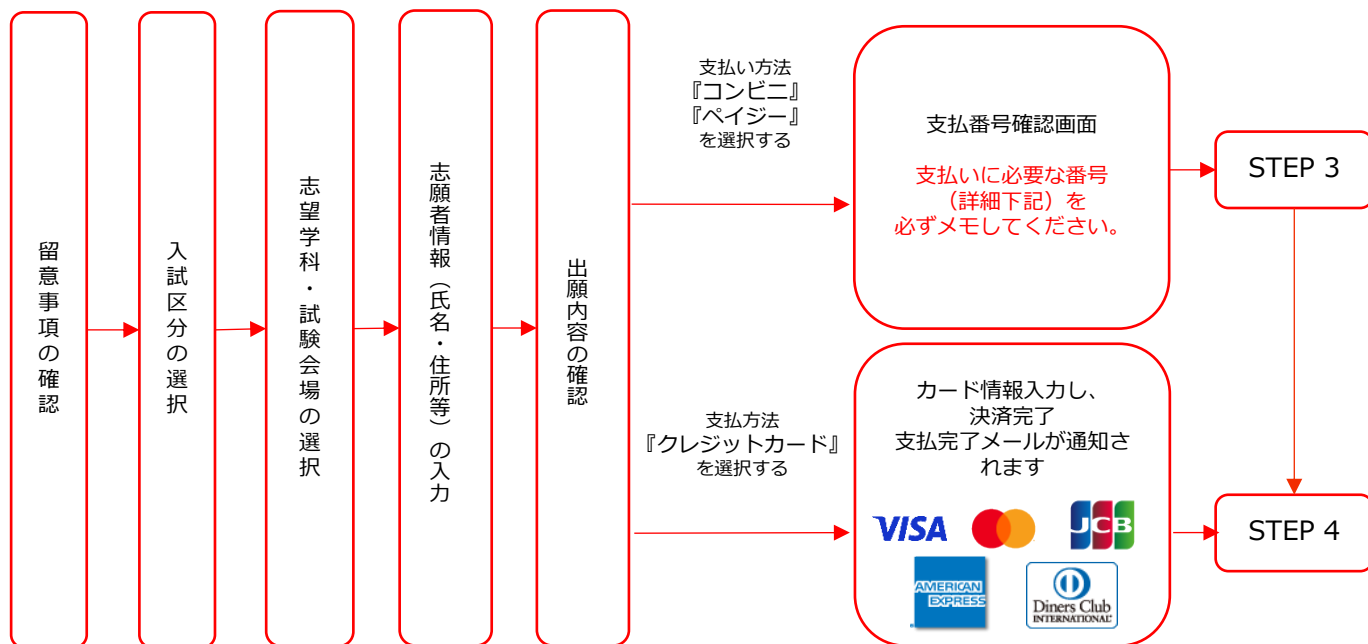 留意事項の確認
入試区分の選択
志望学科・試験会場の選択
志願者情報（氏名・住所等）の入力
出願内容の確認
支払い方法
『コンビニ』
『ペイジー』
を選択する
支払番号確認画面
支払いに必要な番号
（詳細下記）を
必ずメモしてください。
STEP 3
支払方法
『クレジットカード』
を選択する
カード情報入力し、
決済完了
支払完了メールが通知さ
れます
VISA
JCB
AMERICAN
EXPRESS
Diners Club
INTERNATIONAL
STEP 4